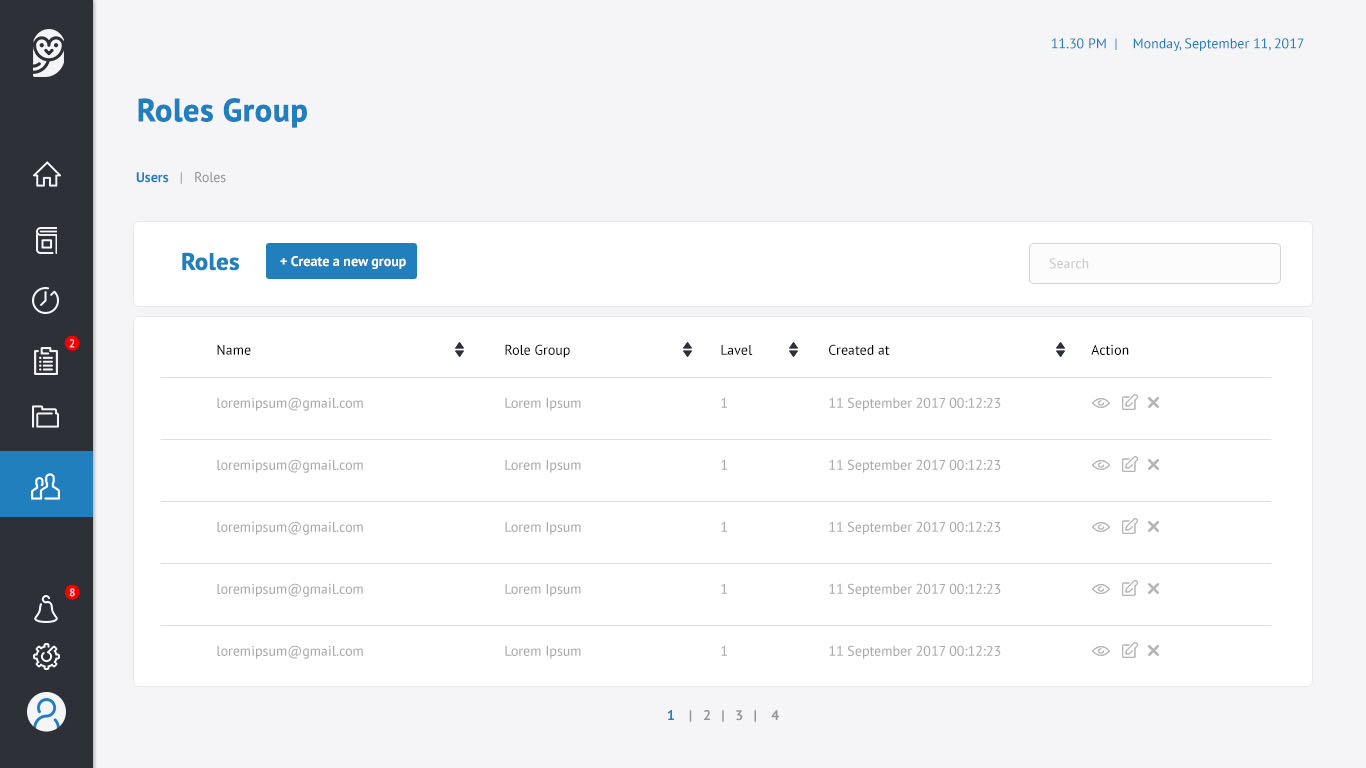 11.30 PM | Monday, September 11, 2017
Roles Group
Users | Roles
Roles + Create a new group Search
Name Role Group Lavel Created at Action
2
loremipsum@gmail.com Lorem Ipsum 1 11 September 2017 00:12:23
loremipsum@gmail.com Lorem Ipsum 1 11 September 2017 00:12:23
loremipsum@gmail.com Lorem Ipsum 1 11 September 2017 00:12:23
loremipsum@gmail.com Lorem Ipsum 1 11 September 2017 00:12:23
8
loremipsum@gmail.com Lorem Ipsum 1 11 September 2017 00:12:23
1 | 2 | 3 | 4